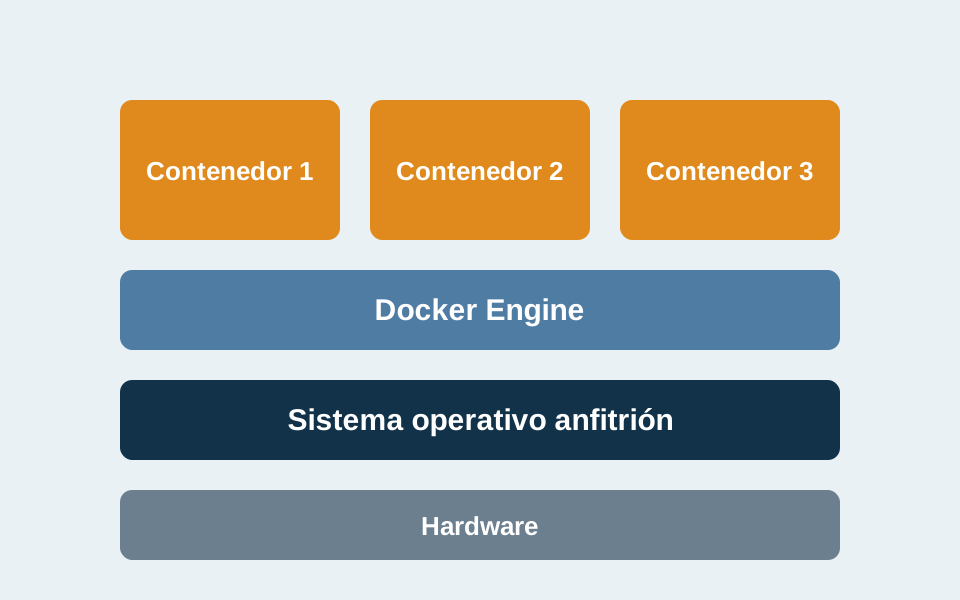 Contenedor 1
Contenedor 2
Contenedor 3
Docker Engine
Sistema operativo anfitrión
Hardware